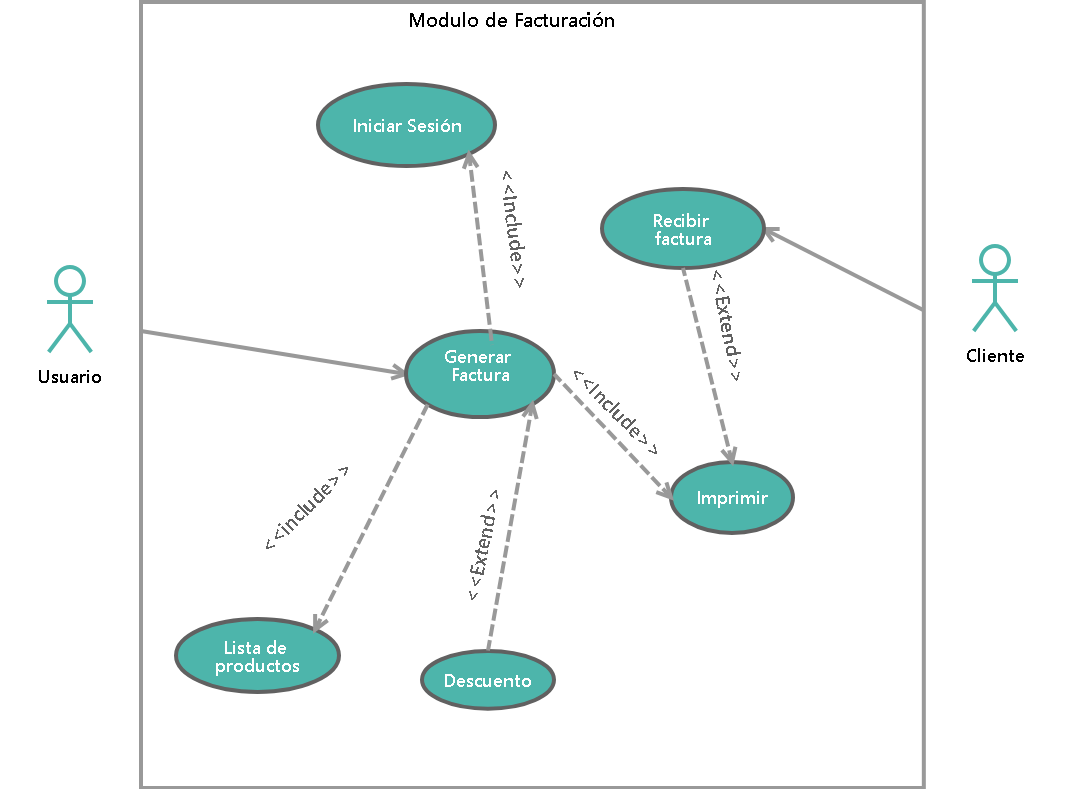 Modulo de Facturación
Iniciar Sesión
<<Include>>
Recibir
factura
<<Extend>>
Usuario
Cliente
Generar
Factura
<<Include>>
<<include>>
<<Extend>>
Imprimir
Lista de
productos
Descuento